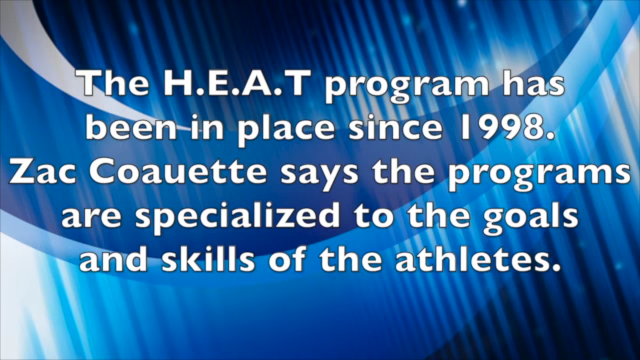 The H.E.A.T program has
been in place since 1998.
Zac Coauette says the programs
are specialized to the goals
and skills of the athletes.